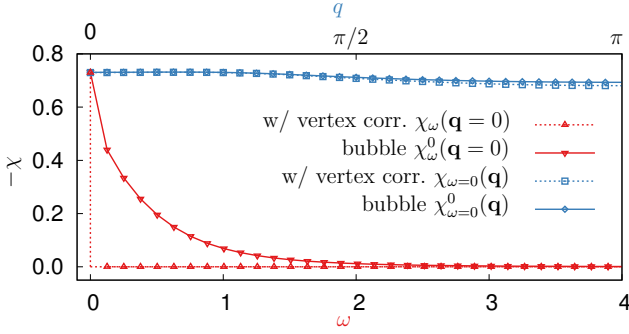 q
0 π/2 π
0.8
0.6
0.4
0.2
0.0
−χ
w/ vertex corr. χ_ω(q = 0)
bubble χ⁰_ω(q = 0)
w/ vertex corr. χ_{ω=0}(q)
bubble χ⁰_{ω=0}(q)
0 1 2 3 4
ω